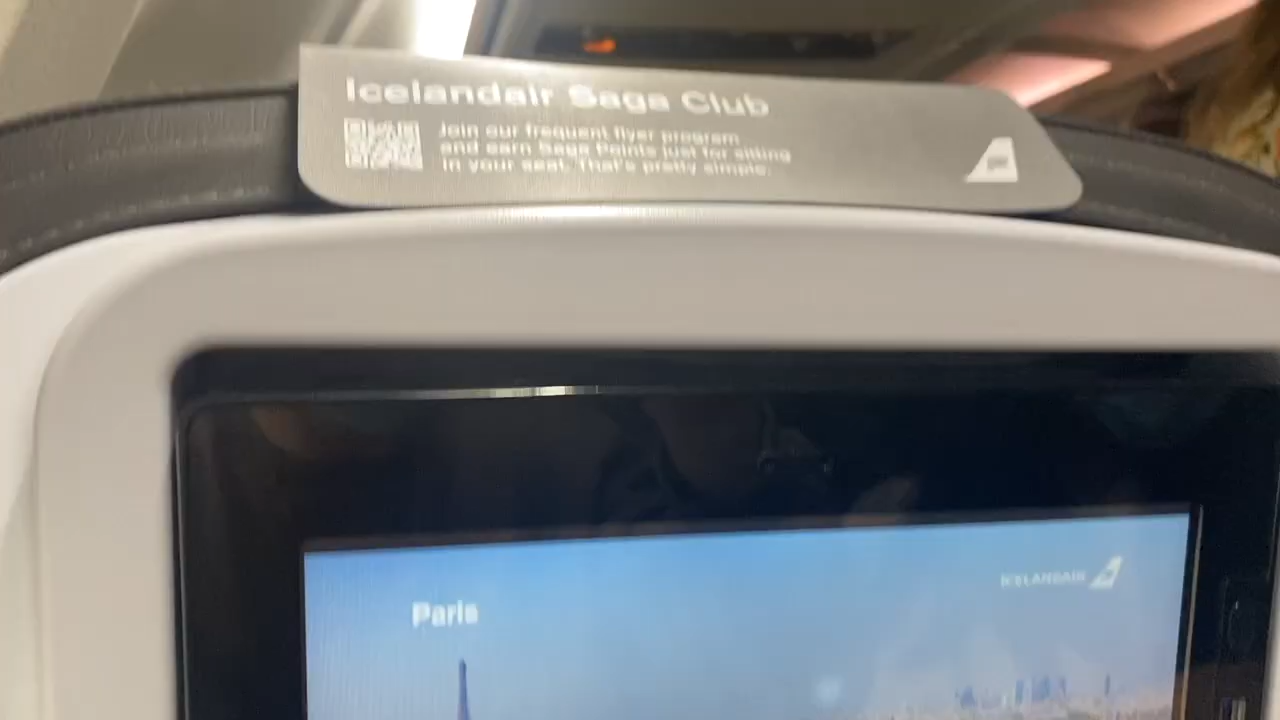 Icelandair Saga Club
Join our frequent flyer program
and earn Saga Points just for sitting
in your seat. That's pretty simple.
ICELANDAIR
Paris